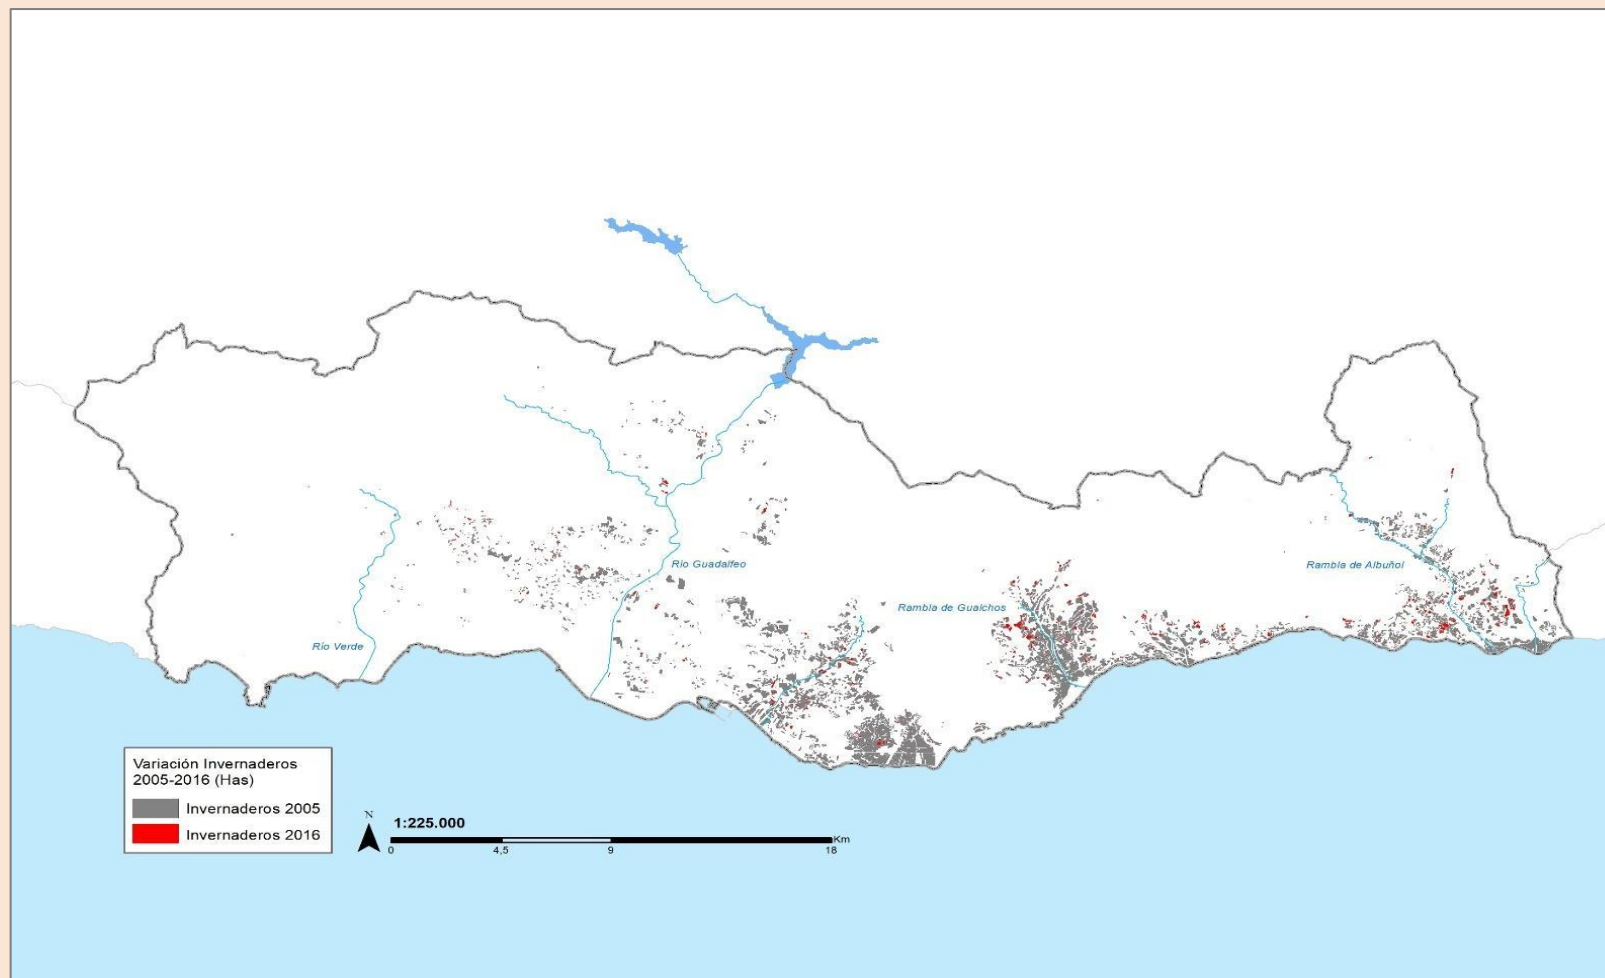 Río Guadalfeo
Rambla de Albuñol
Rambla de Gualchos
Río Verde
Variación Invernaderos
2005-2016 (Has)
Invernaderos 2005
Invernaderos 2016
N
1:225.000
Km
0 4,5 9 18